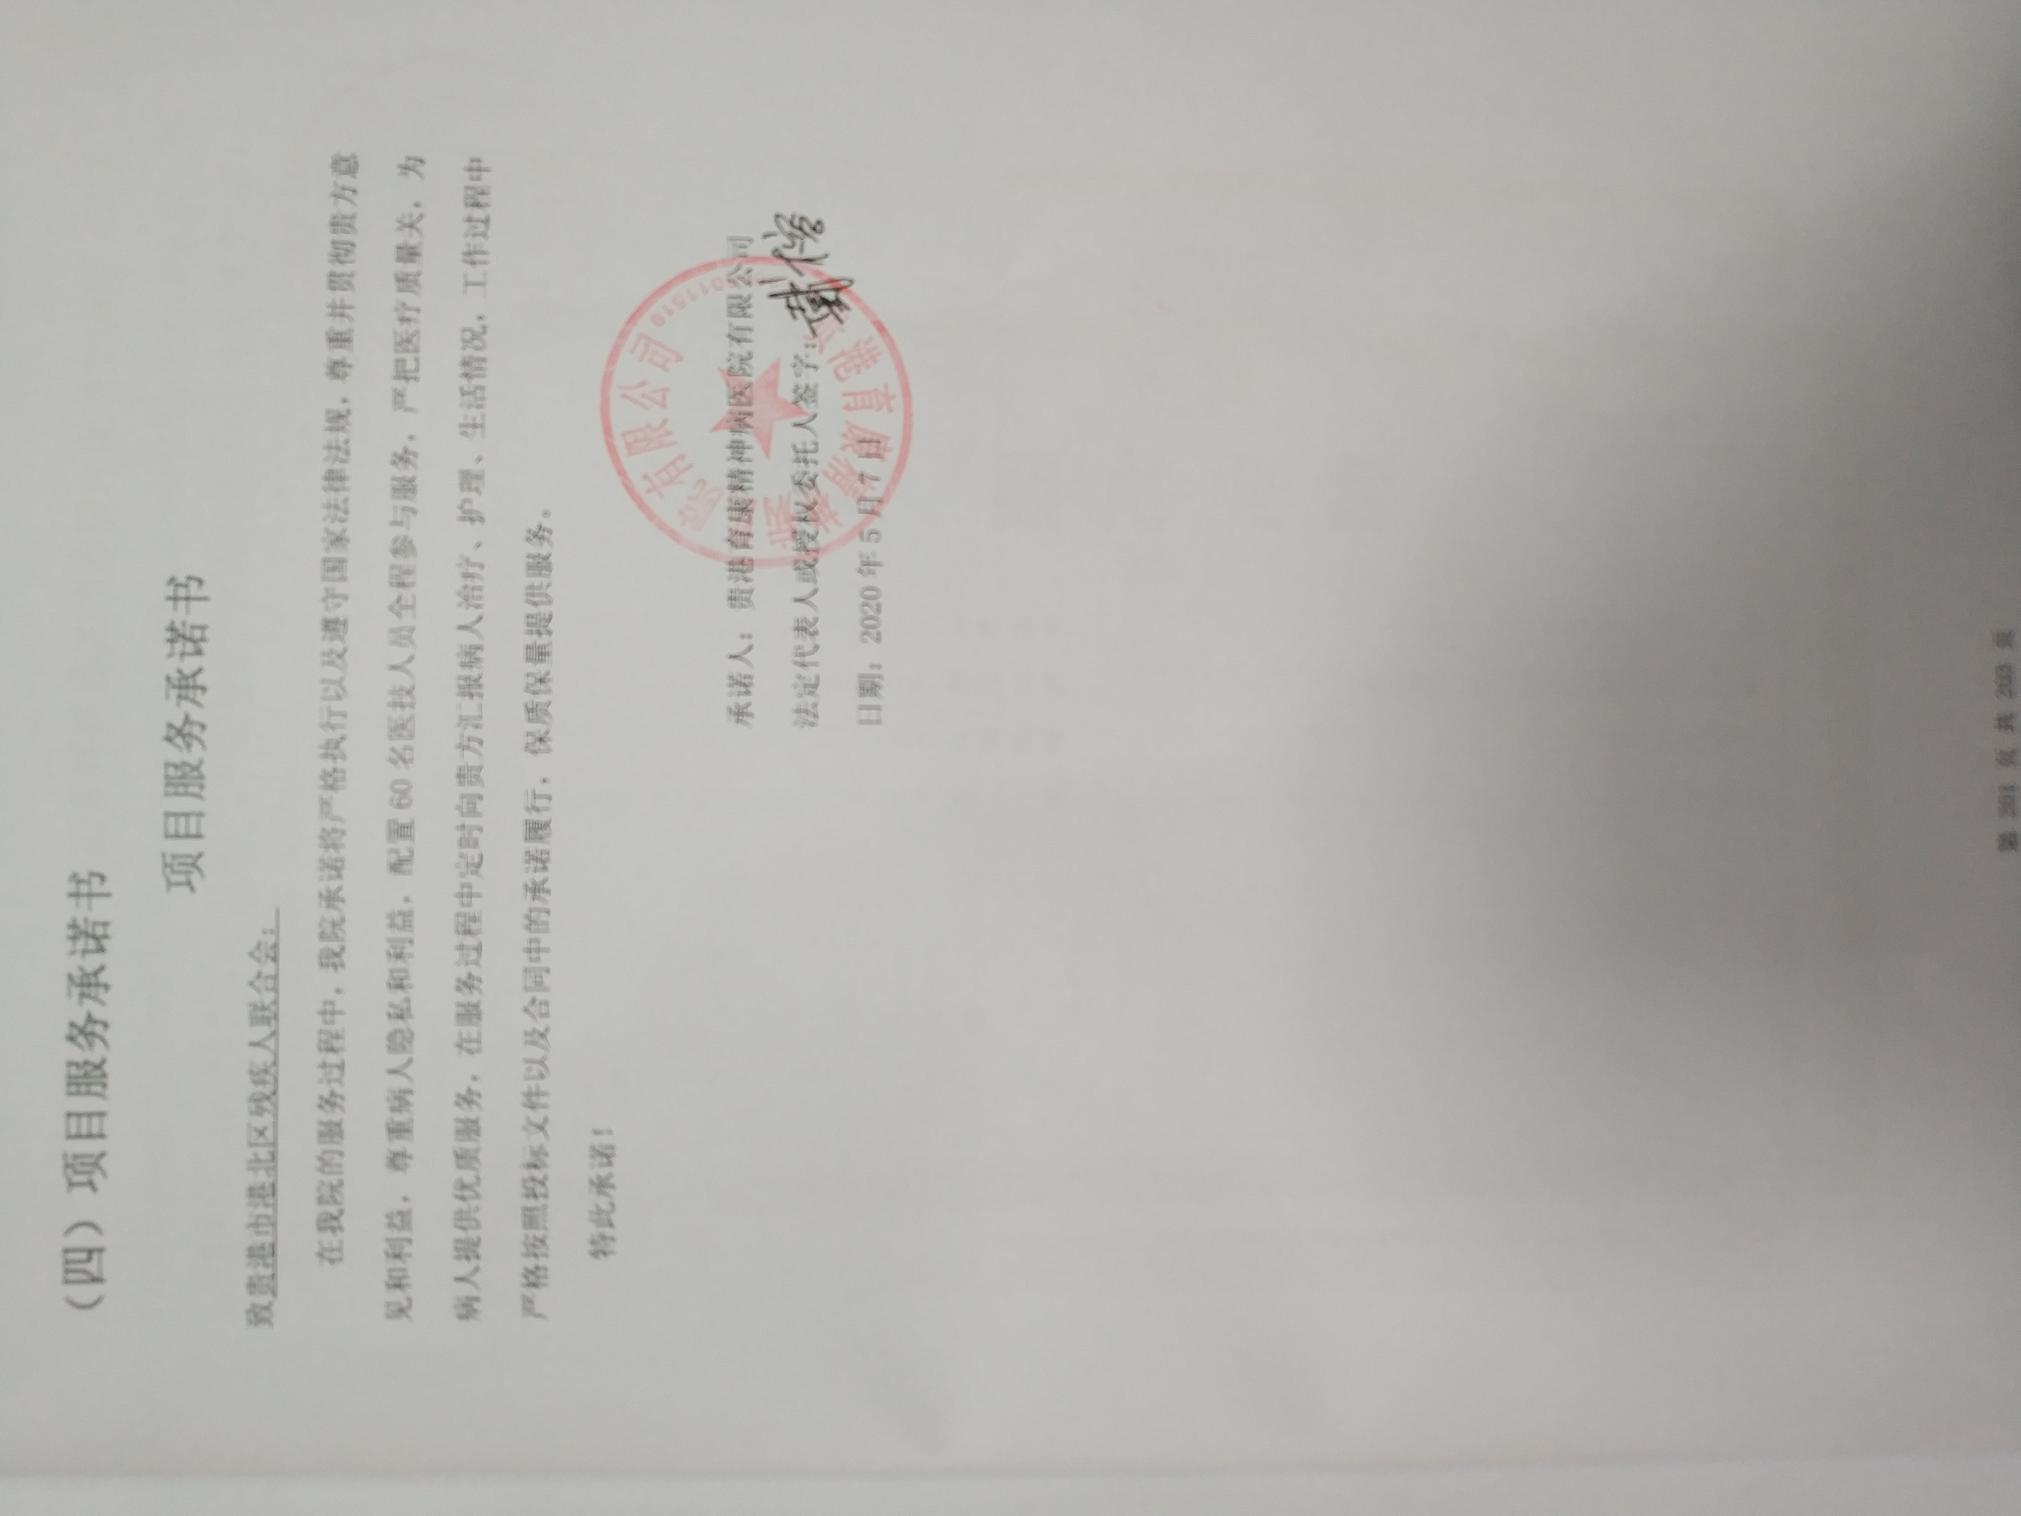 （四）项目服务承诺书
项目服务承诺书
致贵港市港北区残疾人联合会：
在我院的服务过程中，我院承诺将严格执行以及遵守国家法律法规，尊重并贯彻贵方意
见和利益，尊重病人隐私和利益，配置 60 名医技人员全程参与服务，严把医疗质量关，为
病人提供优质服务，在服务过程中定时向贵方汇报病人治疗、护理、生活情况，工作过程中
严格按照投标文件以及合同中的承诺履行，保质保量提供服务。
特此承诺！
承诺人：贵港育康精神病医院有限公司
法定代表人或授权委托人签字：
日期：2020 年 5 月 7 日
第 201 页 共 203 页